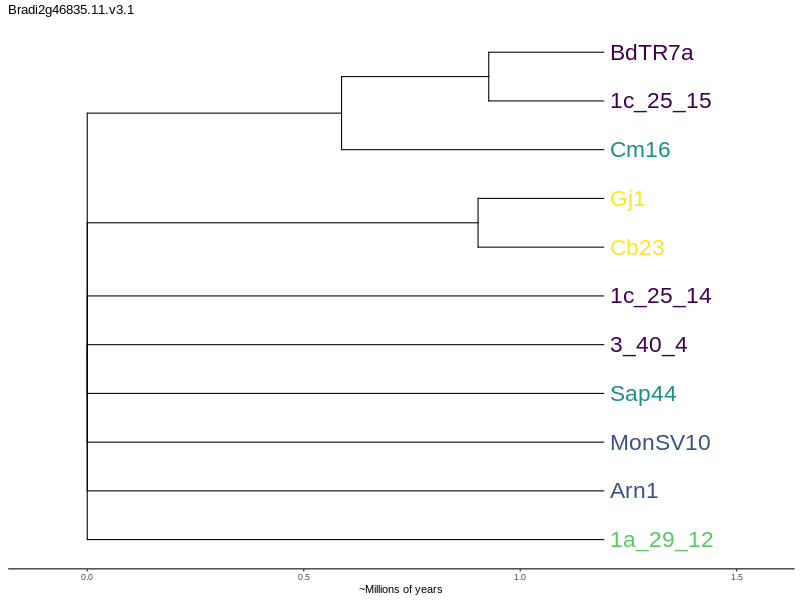 Bradi2g46835.11.v3.1
BdTR7a
1c_25_15
Cm16
Gj1
Cb23
1c_25_14
3_40_4
Sap44
MonSV10
Arn1
1a_29_12
0.0 0.5 1.0 1.5
~Millions of years